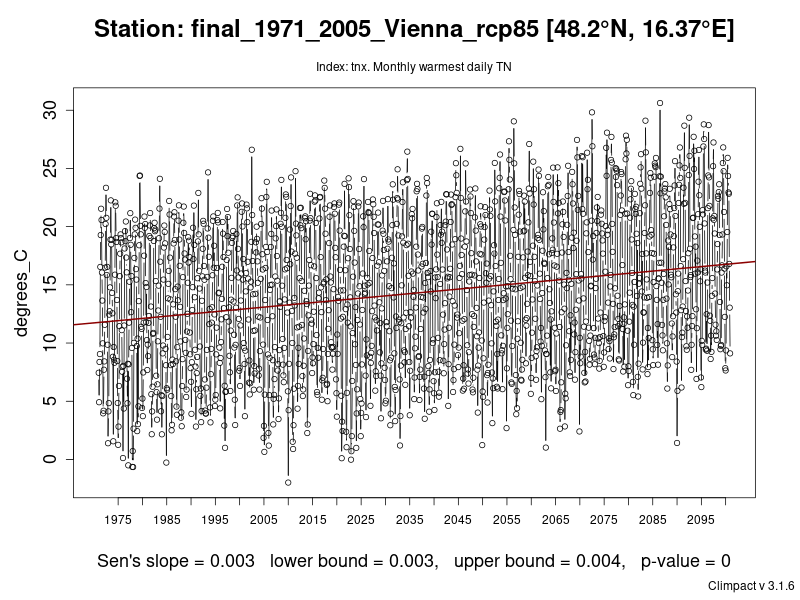 Station: final_1971_2005_Vienna_rcp85 [48.2°N, 16.37°E]
Index: tnx. Monthly warmest daily TN
30
25
20
15
10
5
0
degrees_C
1975 1985 1995 2005 2015 2025 2035 2045 2055 2065 2075 2085 2095
Sen's slope = 0.003 lower bound = 0.003, upper bound = 0.004, p-value = 0
Climpact v 3.1.6